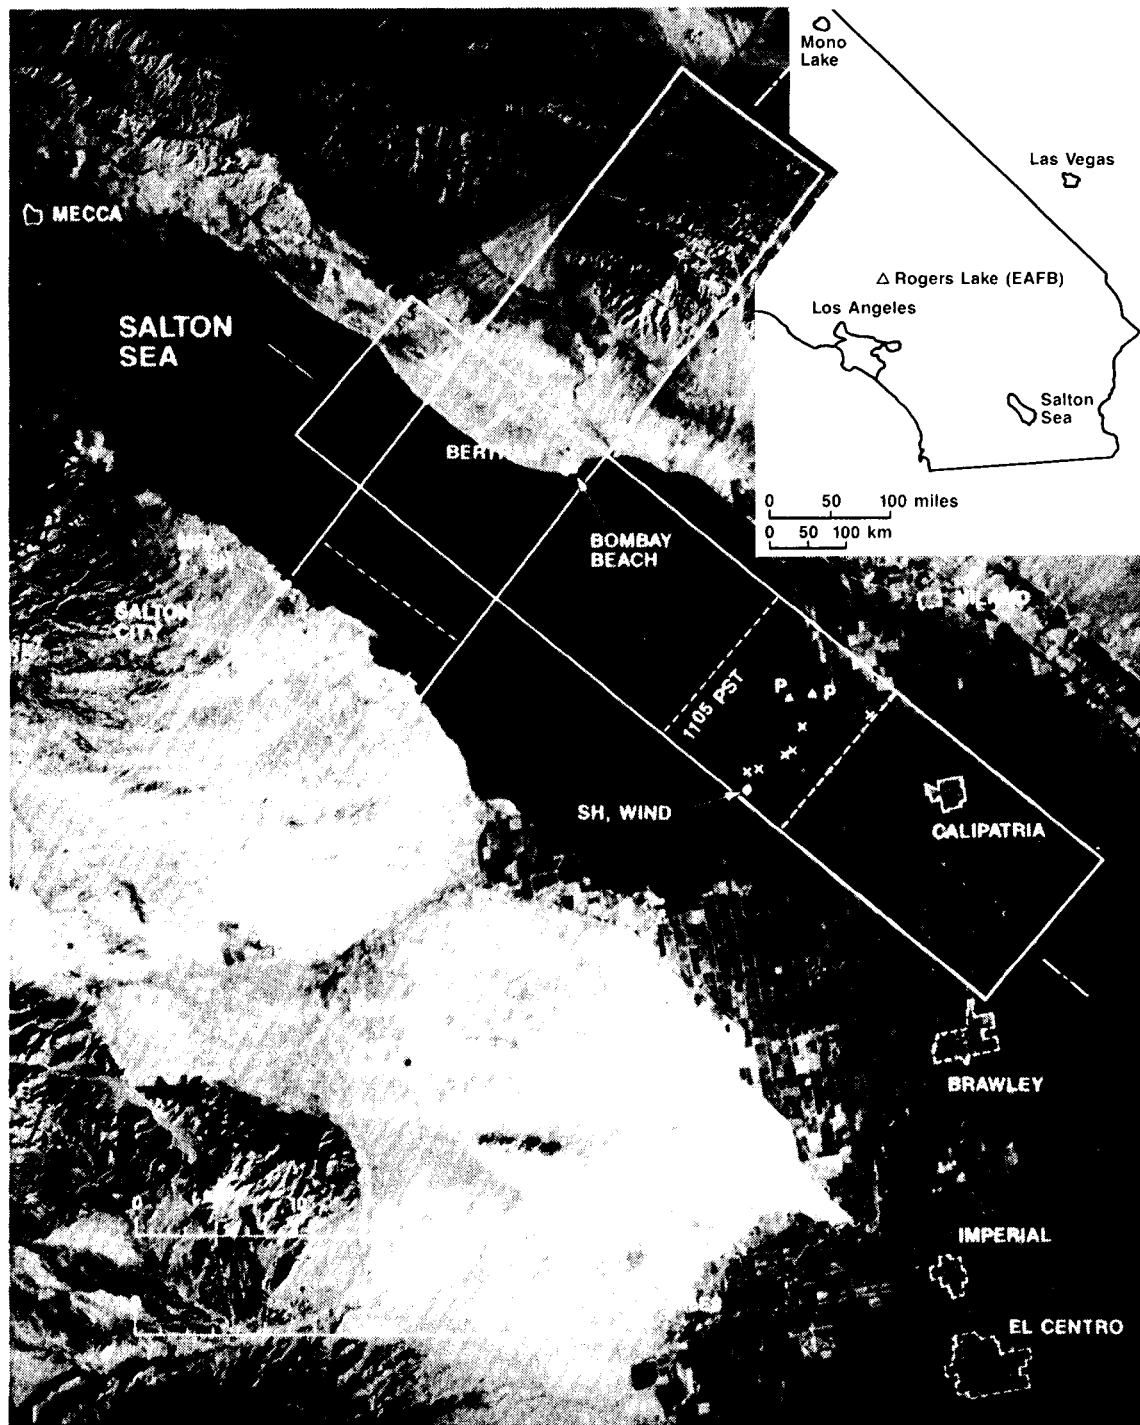 Mono
Lake
Las Vegas
Rogers Lake (EAFB)
Los Angeles
Salton
Sea
0 50 100 miles
0 50 100 km
MECCA
SALTON
SEA
BOMBAY
BEACH
SALTON
CITY
1105 PST
P P
SH, WIND
CALIPATRIA
BRAWLEY
IMPERIAL
EL CENTRO
0